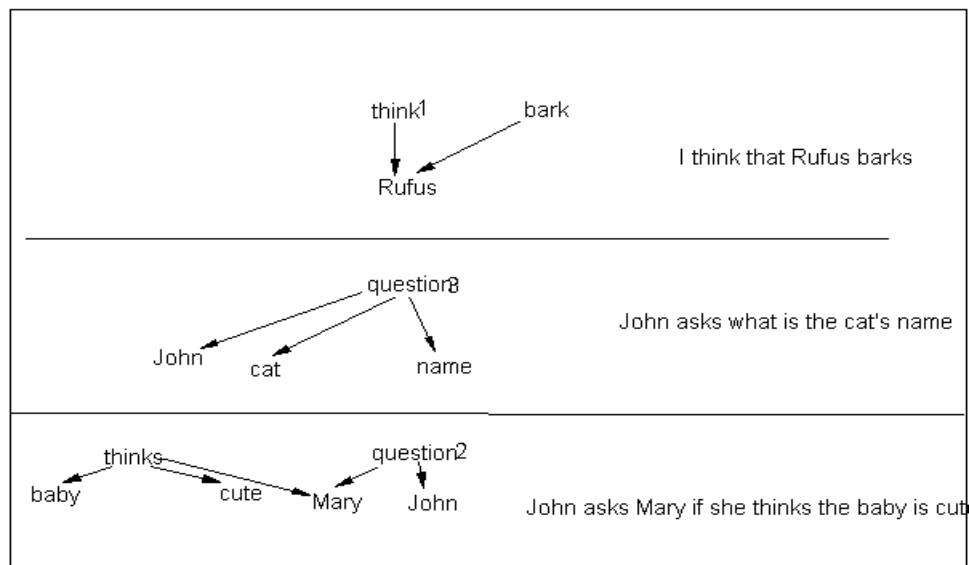 think1 bark
I think that Rufus barks
Rufus
question3
John asks what is the cat's name
John cat name
thinks question2
baby cute Mary John
John asks Mary if she thinks the baby is cut